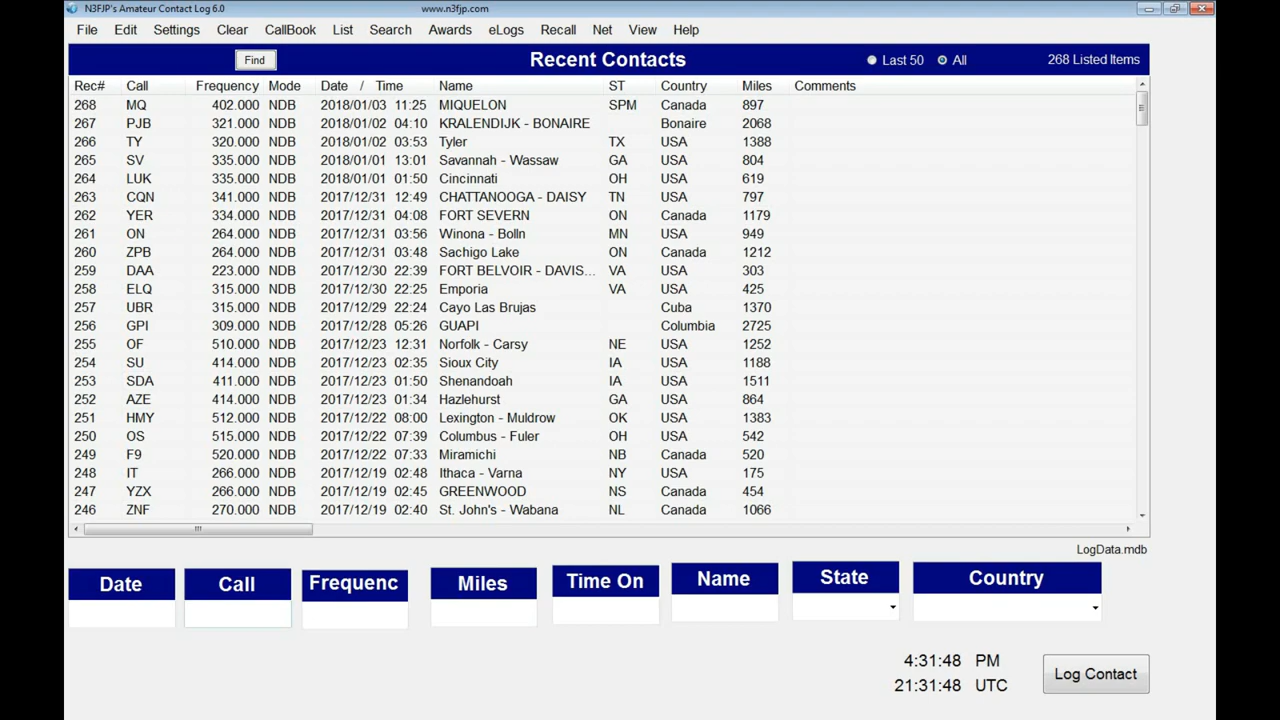 N3FJP's Amateur Contact Log 6.0 www.n3fjp.com
File Edit Settings Clear CallBook List Search Awards eLogs Recall Net View Help
Find Recent Contacts Last 50 All 268 Listed Items
Rec# Call Frequency Mode Date / Time Name ST Country Miles Comments
268 MQ 402.000 NDB 2018/01/03 11:25 MIQUELON SPM Canada 897
267 PJB 321.000 NDB 2018/01/02 04:10 KRALENDIJK - BONAIRE Bonaire 2068
266 TY 320.000 NDB 2018/01/02 03:53 Tyler TX USA 1388
265 SV 335.000 NDB 2018/01/01 13:01 Savannah - Wassaw GA USA 804
264 LUK 335.000 NDB 2018/01/01 01:50 Cincinnati OH USA 619
263 CQN 341.000 NDB 2017/12/31 12:49 CHATTANOOGA - DAISY TN USA 797
262 YER 334.000 NDB 2017/12/31 04:08 FORT SEVERN ON Canada 1179
261 ON 264.000 NDB 2017/12/31 03:56 Winona - Bolln MN USA 949
260 ZPB 264.000 NDB 2017/12/31 03:48 Sachigo Lake ON Canada 1212
259 DAA 223.000 NDB 2017/12/30 22:39 FORT BELVOIR - DAVIS... VA USA 303
258 ELQ 315.000 NDB 2017/12/30 22:25 Emporia VA USA 425
257 UBR 315.000 NDB 2017/12/29 22:24 Cayo Las Brujas Cuba 1370
256 GPI 309.000 NDB 2017/12/28 05:26 GUAPI Columbia 2725
255 OF 510.000 NDB 2017/12/23 12:31 Norfolk - Carsy NE USA 1252
254 SU 414.000 NDB 2017/12/23 02:35 Sioux City IA USA 1188
253 SDA 411.000 NDB 2017/12/23 01:50 Shenandoah IA USA 1511
252 AZE 414.000 NDB 2017/12/23 01:34 Hazlehurst GA USA 864
251 HMY 512.000 NDB 2017/12/22 08:00 Lexington - Muldrow OK USA 1383
250 OS 515.000 NDB 2017/12/22 07:39 Columbus - Fuler OH USA 542
249 F9 520.000 NDB 2017/12/22 07:33 Miramichi NB Canada 520
248 IT 266.000 NDB 2017/12/19 02:48 Ithaca - Varna NY USA 175
247 YZX 266.000 NDB 2017/12/19 02:45 GREENWOOD NS Canada 454
246 ZNF 270.000 NDB 2017/12/19 02:40 St. John's - Wabana NL Canada 1066
LogData.mdb
Date Call Frequenc Miles Time On Name State Country
4:31:48 PM
21:31:48 UTC
Log Contact